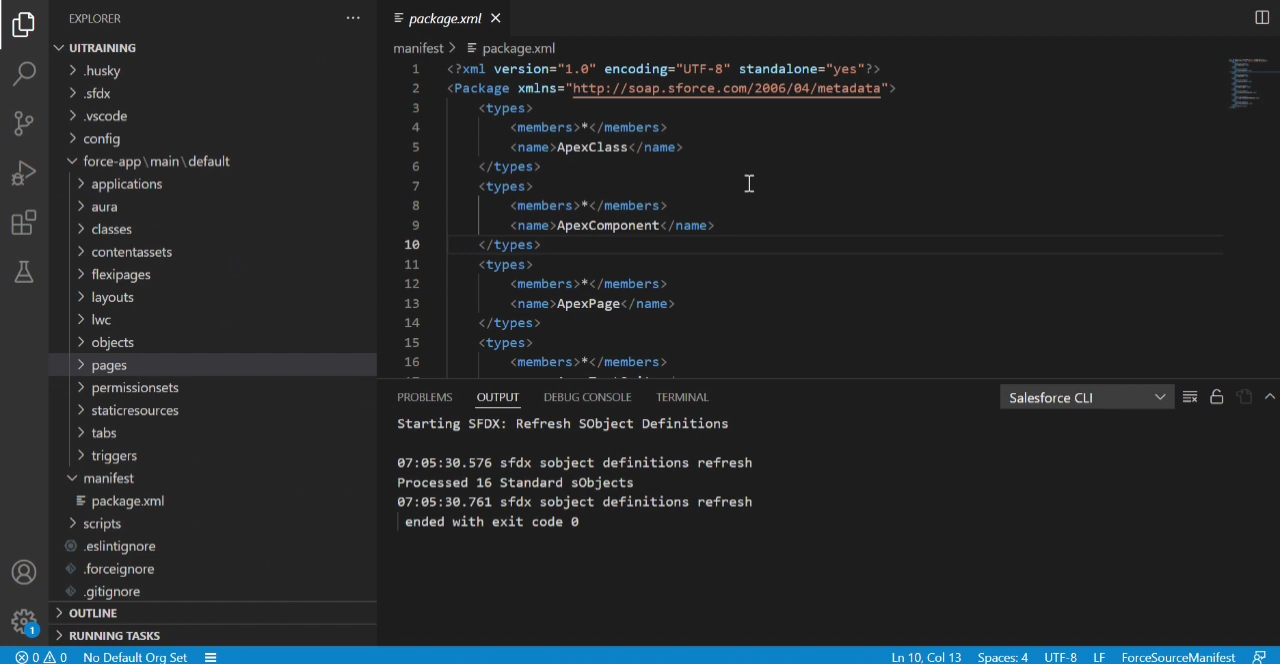 EXPLORER
UITRAINING
.husky
.sfdx
.vscode
config
force-app\main\default
applications
aura
classes
contentassets
flexipages
layouts
lwc
objects
pages
permissionsets
staticresources
tabs
triggers
manifest
package.xml
scripts
.eslintignore
.forceignore
.gitignore
OUTLINE
RUNNING TASKS
package.xml
manifest > package.xml
1 <?xml version="1.0" encoding="UTF-8" standalone="yes"?>
2 <Package xmlns="http://soap.sforce.com/2006/04/metadata">
3 <types>
4 <members>*</members>
5 <name>ApexClass</name>
6 </types>
7 <types>
8 <members>*</members>
9 <name>ApexComponent</name>
10 </types>
11 <types>
12 <members>*</members>
13 <name>ApexPage</name>
14 </types>
15 <types>
16 <members>*</members>
PROBLEMS OUTPUT DEBUG CONSOLE TERMINAL Salesforce CLI
Starting SFDX: Refresh SObject Definitions
07:05:30.576 sfdx sobject definitions refresh
Processed 16 Standard sObjects
07:05:30.761 sfdx sobject definitions refresh
ended with exit code 0
1
0 0 No Default Org Set Ln 10, Col 13 Spaces: 4 UTF-8 LF ForceSourceManifest